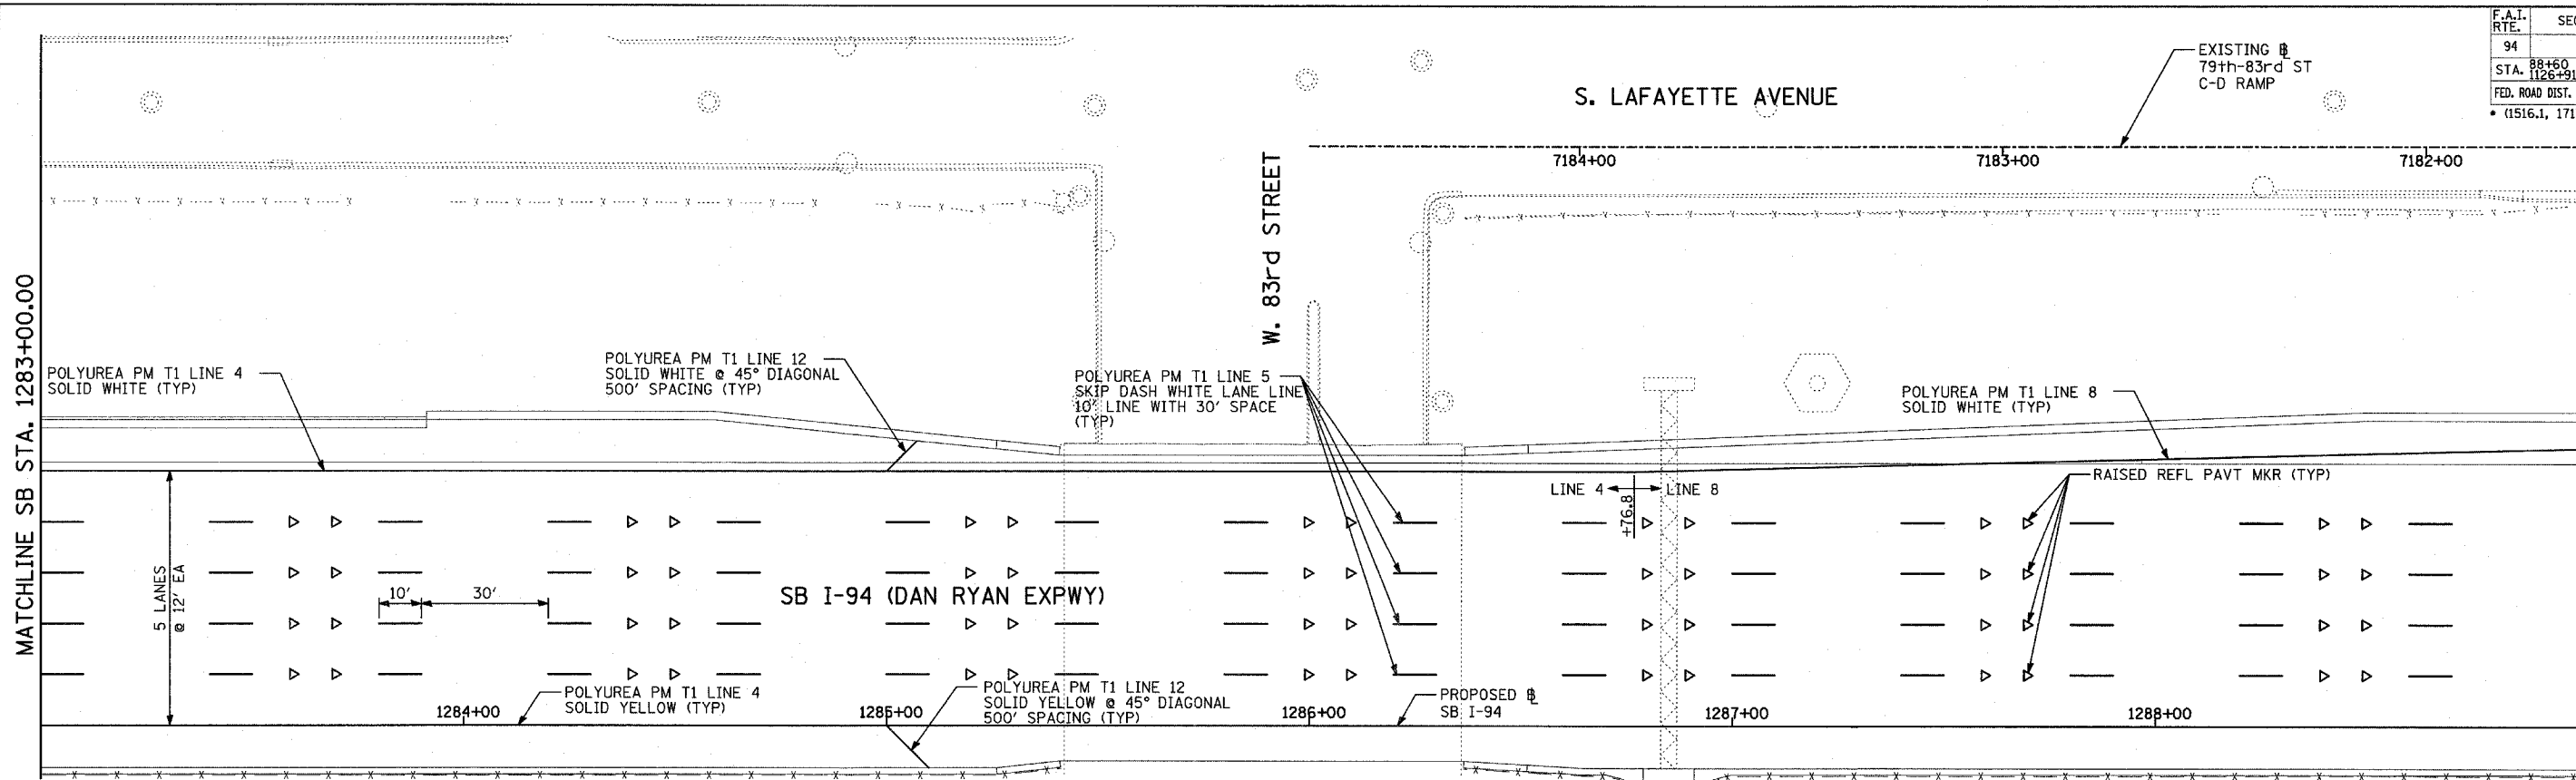 F.A.I.
RTE.
SEC
94
STA. 88+60
1126+91
FED. ROAD DIST.
• (1516.1, 171
EXISTING ⅊
79th-83rd ST
C-D RAMP
S. LAFAYETTE AVENUE
7184+00
7183+00
7182+00
W. 83rd STREET
MATCHLINE SB STA. 1283+00.00
POLYUREA PM T1 LINE 4
SOLID WHITE (TYP)
POLYUREA PM T1 LINE 12
SOLID WHITE @ 45° DIAGONAL
500' SPACING (TYP)
POLYUREA PM T1 LINE 5
SKIP DASH WHITE LANE LINE
10' LINE WITH 30' SPACE
(TYP)
POLYUREA PM T1 LINE 8
SOLID WHITE (TYP)
RAISED REFL PAVT MKR (TYP)
LINE 4
LINE 8
+76.8
5 LANES
@ 12' EA
10'
30'
SB I-94 (DAN RYAN EXPWY)
POLYUREA PM T1 LINE 4
SOLID YELLOW (TYP)
POLYUREA PM T1 LINE 12
SOLID YELLOW @ 45° DIAGONAL
500' SPACING (TYP)
PROPOSED ⅊
SB I-94
1284+00
1285+00
1286+00
1287+00
1288+00